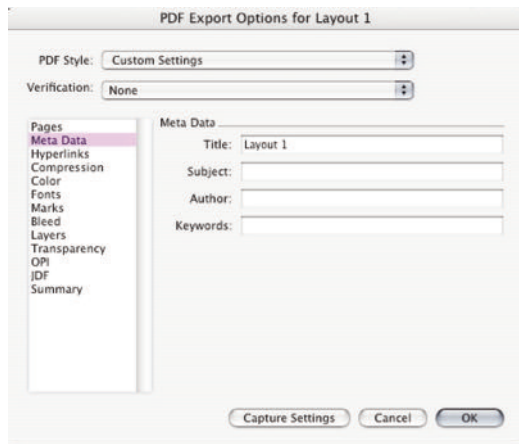 PDF Export Options for Layout 1
PDF Style: Custom Settings
Verification: None
Pages
Meta Data
Hyperlinks
Compression
Color
Fonts
Marks
Bleed
Layers
Transparency
OPI
JDF
Summary
Meta Data
Title: Layout 1
Subject:
Author:
Keywords:
Capture Settings Cancel OK